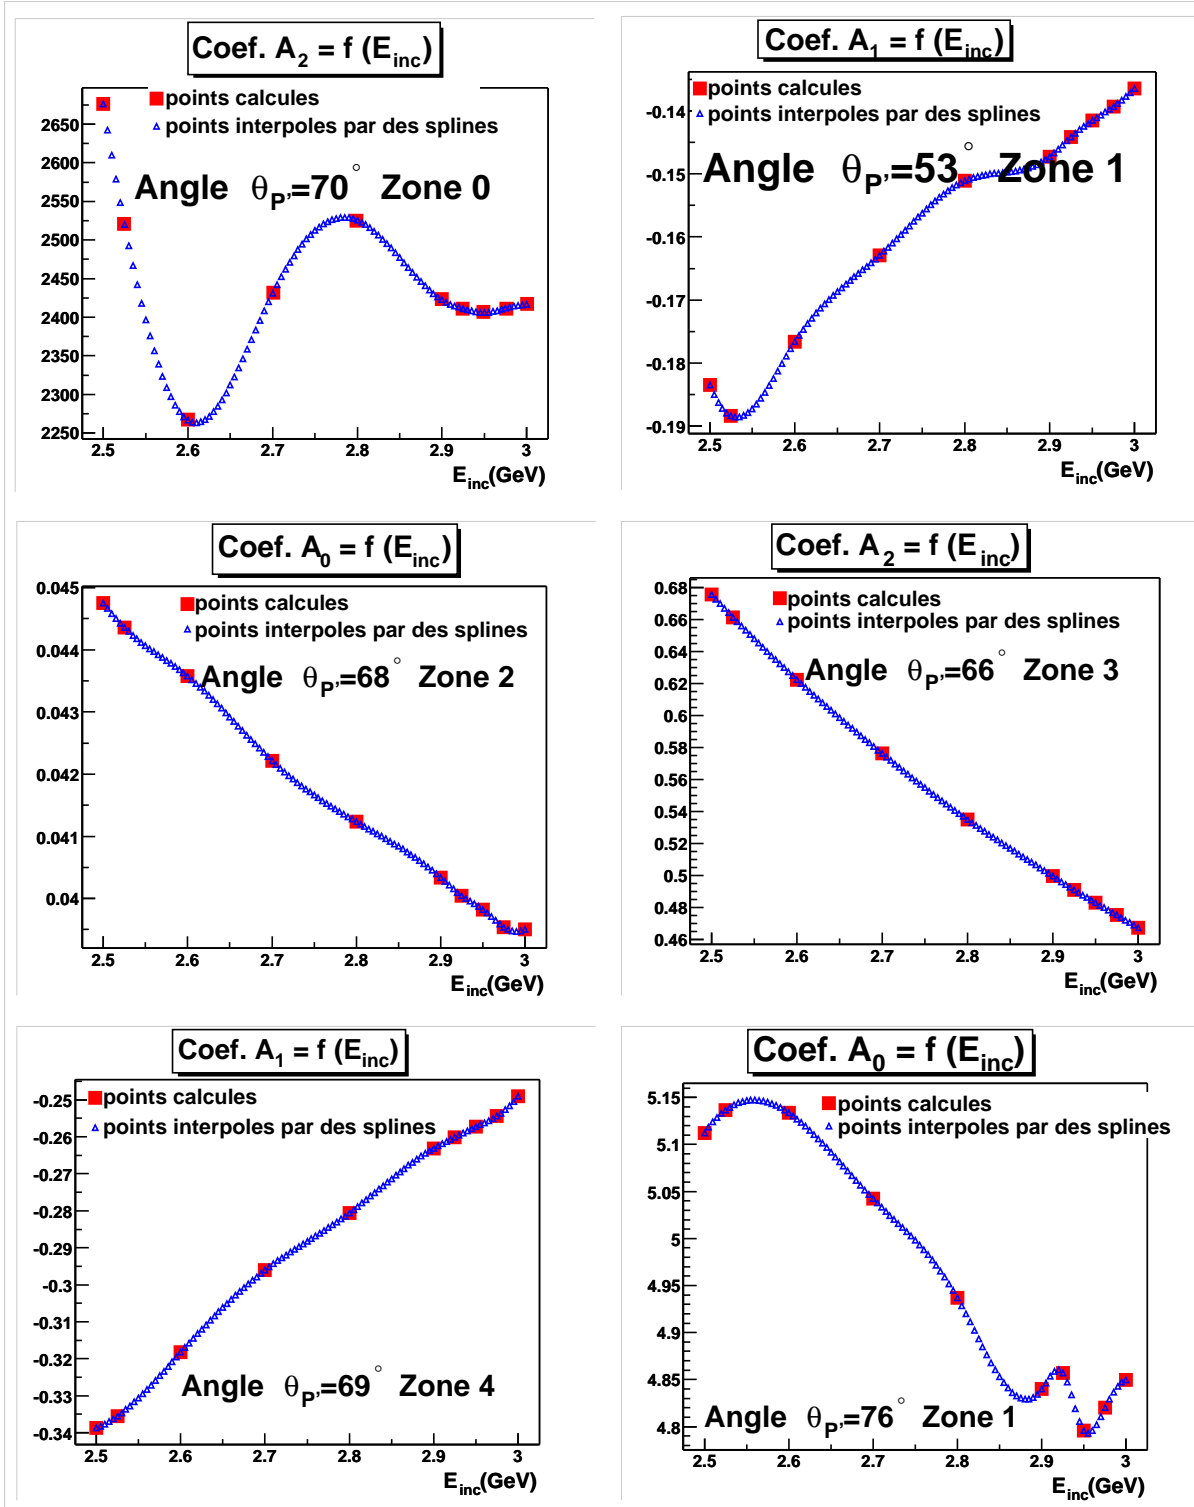 Coef. A2 = f (Einc)
points calcules
points interpoles par des splines
Angle θP'=70° Zone 0
2650
2600
2550
2500
2450
2400
2350
2300
2250
2.5 2.6 2.7 2.8 2.9 3
Einc(GeV)
Coef. A1 = f (Einc)
points calcules
points interpoles par des splines
Angle θP'=53° Zone 1
-0.14
-0.15
-0.16
-0.17
-0.18
-0.19
2.5 2.6 2.7 2.8 2.9 3
Einc(GeV)
Coef. A0 = f (Einc)
points calcules
points interpoles par des splines
Angle θP'=68° Zone 2
0.045
0.044
0.043
0.042
0.041
0.04
2.5 2.6 2.7 2.8 2.9 3
Einc(GeV)
Coef. A2 = f (Einc)
points calcules
points interpoles par des splines
Angle θP'=66° Zone 3
0.68
0.66
0.64
0.62
0.6
0.58
0.56
0.54
0.52
0.5
0.48
0.46
2.5 2.6 2.7 2.8 2.9 3
Einc(GeV)
Coef. A1 = f (Einc)
points calcules
points interpoles par des splines
-0.25
-0.26
-0.27
-0.28
-0.29
-0.3
-0.31
-0.32
-0.33
-0.34
Angle θP'=69° Zone 4
2.5 2.6 2.7 2.8 2.9 3
Einc(GeV)
Coef. A0 = f (Einc)
points calcules
points interpoles par des splines
5.15
5.1
5.05
5
4.95
4.9
4.85
4.8
Angle θP'=76° Zone 1
2.5 2.6 2.7 2.8 2.9 3
Einc(GeV)